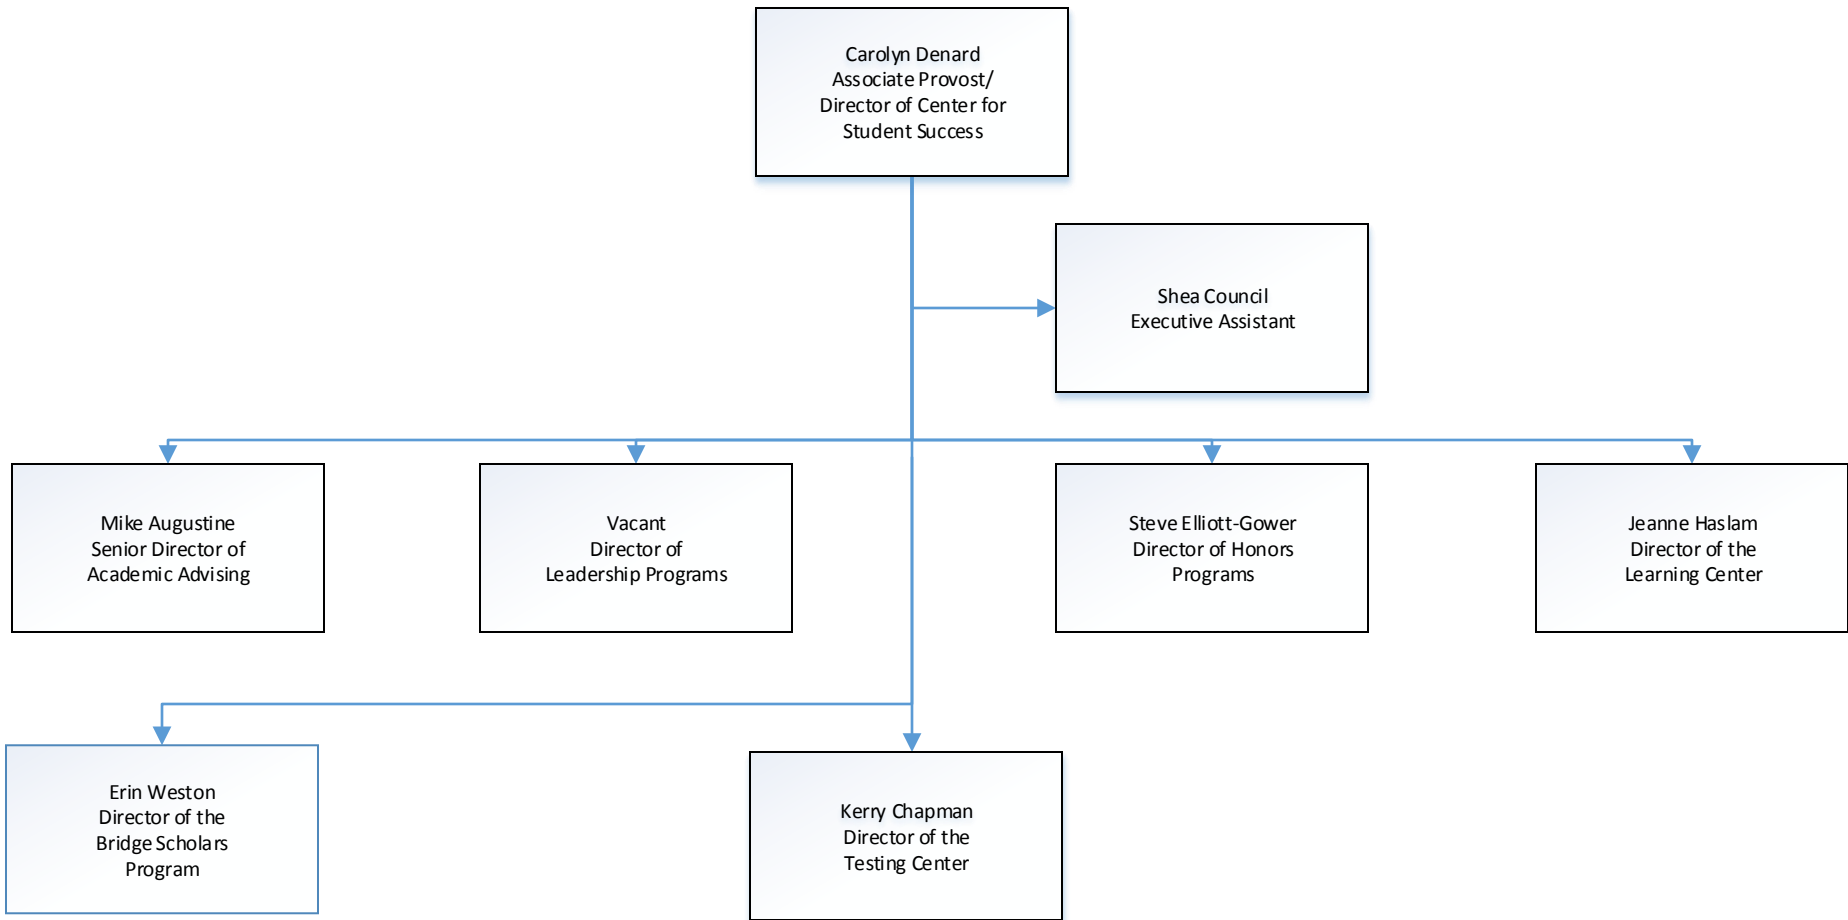 Carolyn Denard
Associate Provost/
Director of Center for
Student Success
Shea Council
Executive Assistant
Mike Augustine
Senior Director of
Academic Advising
Vacant
Director of
Leadership Programs
Steve Elliott-Gower
Director of Honors
Programs
Jeanne Haslam
Director of the
Learning Center
Erin Weston
Director of the
Bridge Scholars
Program
Kerry Chapman
Director of the
Testing Center